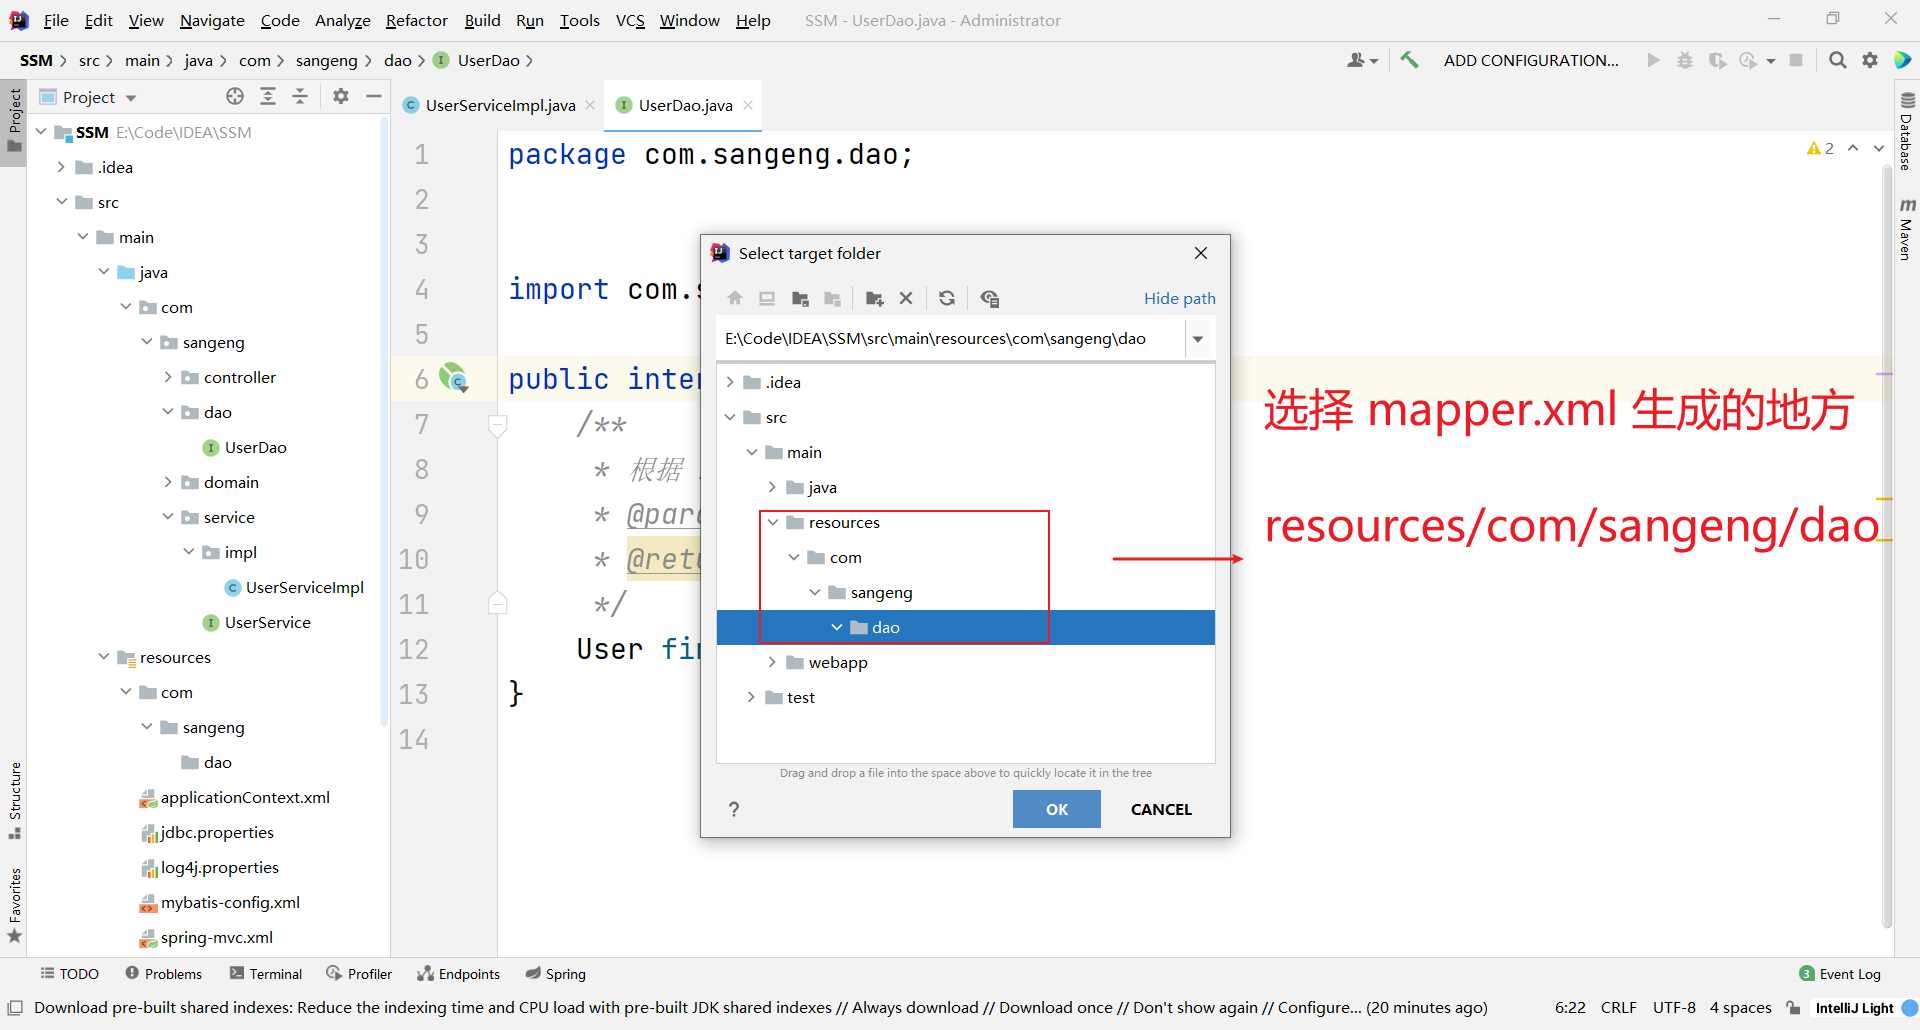 File Edit View Navigate Code Analyze Refactor Build Run Tools VCS Window Help SSM - UserDao.java - Administrator
SSM src main java com sangeng dao UserDao ADD CONFIGURATION...
Project
Project
SSM E:\Code\IDEA\SSM
.idea
src
main
java
com
sangeng
controller
dao
UserDao
domain
service
impl
UserServiceImpl
UserService
resources
com
sangeng
dao
applicationContext.xml
jdbc.properties
log4j.properties
mybatis-config.xml
spring-mvc.xml
Structure
Favorites
UserServiceImpl.java UserDao.java
1 package com.sangeng.dao;
2
3
4 import com.s
5
6 public inter
7 /**
8 * 根据
9 * @para
10 * @retu
11 */
12 User fin
13 }
14
2
Database
Maven
Select target folder
Hide path
E:\Code\IDEA\SSM\src\main\resources\com\sangeng\dao
.idea
src
main
java
resources
com
sangeng
dao
webapp
test
Drag and drop a file into the space above to quickly locate it in the tree
? OK CANCEL
选择 mapper.xml 生成的地方
resources/com/sangeng/dao
TODO Problems Terminal Profiler Endpoints Spring 3 Event Log
Download pre-built shared indexes: Reduce the indexing time and CPU load with pre-built JDK shared indexes // Always download // Download once // Don't show again // Configure... (20 minutes ago) 6:22 CRLF UTF-8 4 spaces IntelliJ Light